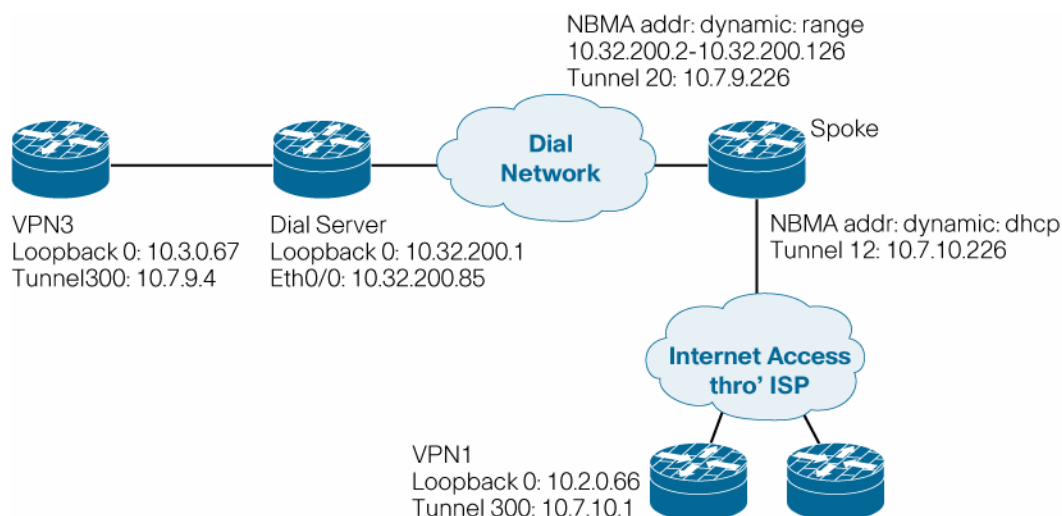 NBMA addr: dynamic: range
10.32.200.2-10.32.200.126
Tunnel 20: 10.7.9.226
Dial
Network
Spoke
VPN3
Loopback 0: 10.3.0.67
Tunnel300: 10.7.9.4
Dial Server
Loopback 0: 10.32.200.1
Eth0/0: 10.32.200.85
NBMA addr: dynamic: dhcp
Tunnel 12: 10.7.10.226
Internet Access
thro' ISP
VPN1
Loopback 0: 10.2.0.66
Tunnel 300: 10.7.10.1